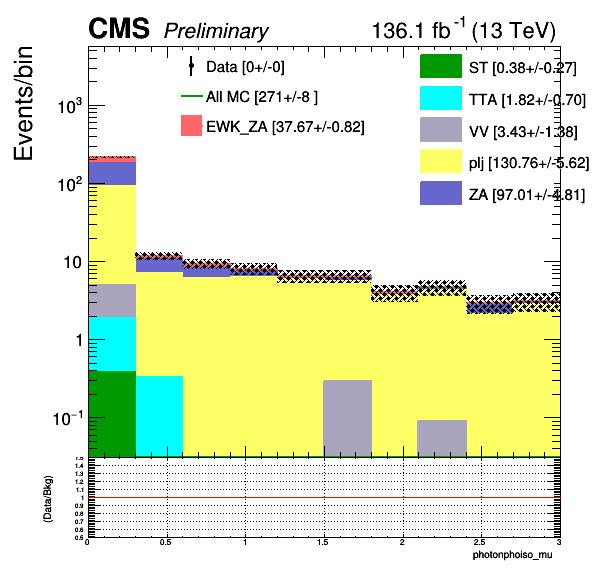 CMS Preliminary 136.1 fb⁻¹ (13 TeV)
Events/bin
Data [0+/-0]
All MC [271+/-8 ]
EWK_ZA [37.67+/-0.82]
ST [0.38+/-0.27]
TTA [1.82+/-0.70]
VV [3.43+/-1.38]
plj [130.76+/-5.62]
ZA [97.01+/-4.81]
10³
10²
10
1
10⁻¹
(Data/Bkg)
1.5
1.4
1.3
1.2
1.1
1
0.9
0.8
0.7
0.6
0.5
0 0.5 1 1.5 2 2.5 3
photonphoiso_mu